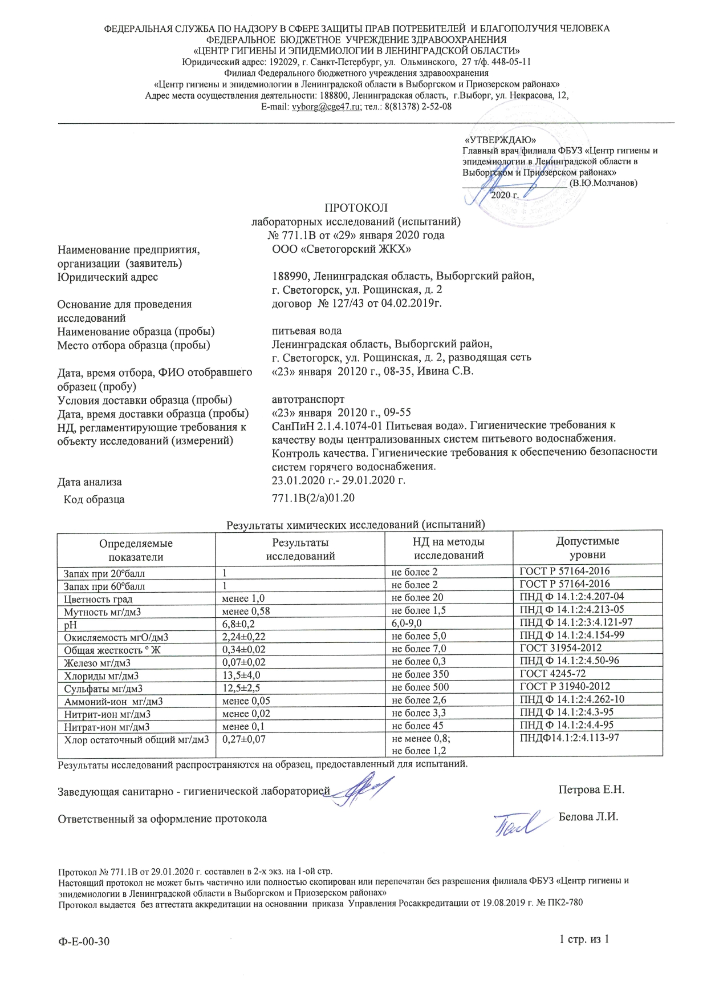 ФЕДЕРАЛЬНАЯ СЛУЖБА ПО НАДЗОРУ В СФЕРЕ ЗАЩИТЫ ПРАВ ПОТРЕБИТЕЛЕЙ И БЛАГОПОЛУЧИЯ ЧЕЛОВЕКА
ФЕДЕРАЛЬНОЕ БЮДЖЕТНОЕ УЧРЕЖДЕНИЕ ЗДРАВООХРАНЕНИЯ
«ЦЕНТР ГИГИЕНЫ И ЭПИДЕМИОЛОГИИ В ЛЕНИНГРАДСКОЙ ОБЛАСТИ»
Юридический адрес: 192029, г. Санкт-Петербург, ул. Ольминского, 27 т/ф. 448-05-11
Филиал Федерального бюджетного учреждения здравоохранения
«Центр гигиены и эпидемиологии в Ленинградской области в Выборгском и Приозерском районах»
Адрес места осуществления деятельности: 188800, Ленинградская область, г.Выборг, ул. Некрасова, 12,
E-mail: vyborg@cge47.ru; тел.: 8(81378) 2-52-08
«УТВЕРЖДАЮ»
Главный врач филиала ФБУЗ «Центр гигиены и
эпидемиологии в Ленинградской области в
Выборгском и Приозерском районах»
(В.Ю.Молчанов)
2020 г.
ПРОТОКОЛ
лабораторных исследований (испытаний)
№ 771.1В от «29» января 2020 года
Наименование предприятия, ООО «Светогорский ЖКХ»
организации (заявитель)
Юридический адрес 188990, Ленинградская область, Выборгский район,
г. Светогорск, ул. Рощинская, д. 2
Основание для проведения договор № 127/43 от 04.02.2019г.
исследований
Наименование образца (пробы) питьевая вода
Место отбора образца (пробы) Ленинградская область, Выборгский район,
г. Светогорск, ул. Рощинская, д. 2, разводящая сеть
Дата, время отбора, ФИО отобравшего «23» января 20120 г., 08-35, Ивина С.В.
образец (пробу)
Условия доставки образца (пробы) автотранспорт
Дата, время доставки образца (пробы) «23» января 20120 г., 09-55
НД, регламентирующие требования к СанПиН 2.1.4.1074-01 Питьевая вода». Гигиенические требования к
объекту исследований (измерений) качеству воды централизованных систем питьевого водоснабжения.
Контроль качества. Гигиенические требования к обеспечению безопасности
систем горячего водоснабжения.
Дата анализа 23.01.2020 г.- 29.01.2020 г.
Код образца 771.1В(2/а)01.20
Результаты химических исследований (испытаний)
Определяемые Результаты НД на методы Допустимые
показатели исследований исследований уровни
Запах при 20°балл 1 не более 2 ГОСТ Р 57164-2016
Запах при 60°балл 1 не более 2 ГОСТ Р 57164-2016
Цветность град менее 1,0 не более 20 ПНД Ф 14.1:2:4.207-04
Мутность мг/дм3 менее 0,58 не более 1,5 ПНД Ф 14.1:2:4.213-05
рН 6,8±0,2 6,0-9,0 ПНД Ф 14.1:2:3:4.121-97
Окисляемость мгО/дм3 2,24±0,22 не более 5,0 ПНД Ф 14.1:2:4.154-99
Общая жесткость ° Ж 0,34±0,02 не более 7,0 ГОСТ 31954-2012
Железо мг/дм3 0,07±0,02 не более 0,3 ПНД Ф 14.1:2:4.50-96
Хлориды мг/дм3 13,5±4,0 не более 350 ГОСТ 4245-72
Сульфаты мг/дм3 12,5±2,5 не более 500 ГОСТ Р 31940-2012
Аммоний-ион мг/дм3 менее 0,05 не более 2,6 ПНД Ф 14.1:2:4.262-10
Нитрит-ион мг/дм3 менее 0,02 не более 3,3 ПНД Ф 14.1:2:4.3-95
Нитрат-ион мг/дм3 менее 0,1 не более 45 ПНД Ф 14.1:2:4.4-95
Хлор остаточный общий мг/дм3 0,27±0,07 не менее 0,8; ПНДФ14.1:2:4.113-97
не более 1,2
Результаты исследований распространяются на образец, предоставленный для испытаний.
Заведующая санитарно - гигиенической лабораторией Петрова Е.Н.
Ответственный за оформление протокола Белова Л.И.
Протокол № 771.1В от 29.01.2020 г. составлен в 2-х экз. на 1-ой стр.
Настоящий протокол не может быть частично или полностью скопирован или перепечатан без разрешения филиала ФБУЗ «Центр гигиены и
эпидемиологии в Ленинградской области в Выборгском и Приозерском районах»
Протокол выдается без аттестата аккредитации на основании приказа Управления Росаккредитации от 19.08.2019 г. № ПК2-780
Ф-Е-00-30 1 стр. из 1